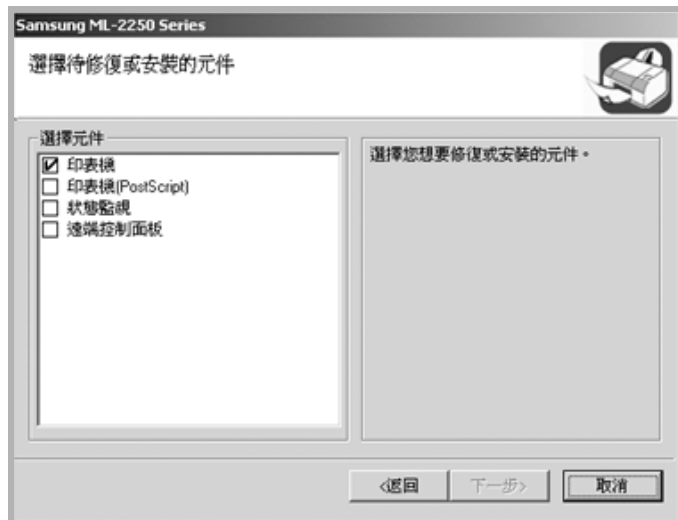 Samsung ML-2250 Series
選擇待修復或安裝的元件
選擇元件
印表機
印表機(PostScript)
狀態監視
遠端控制面板
選擇您想要修復或安裝的元件。
<返回
下一步>
取消